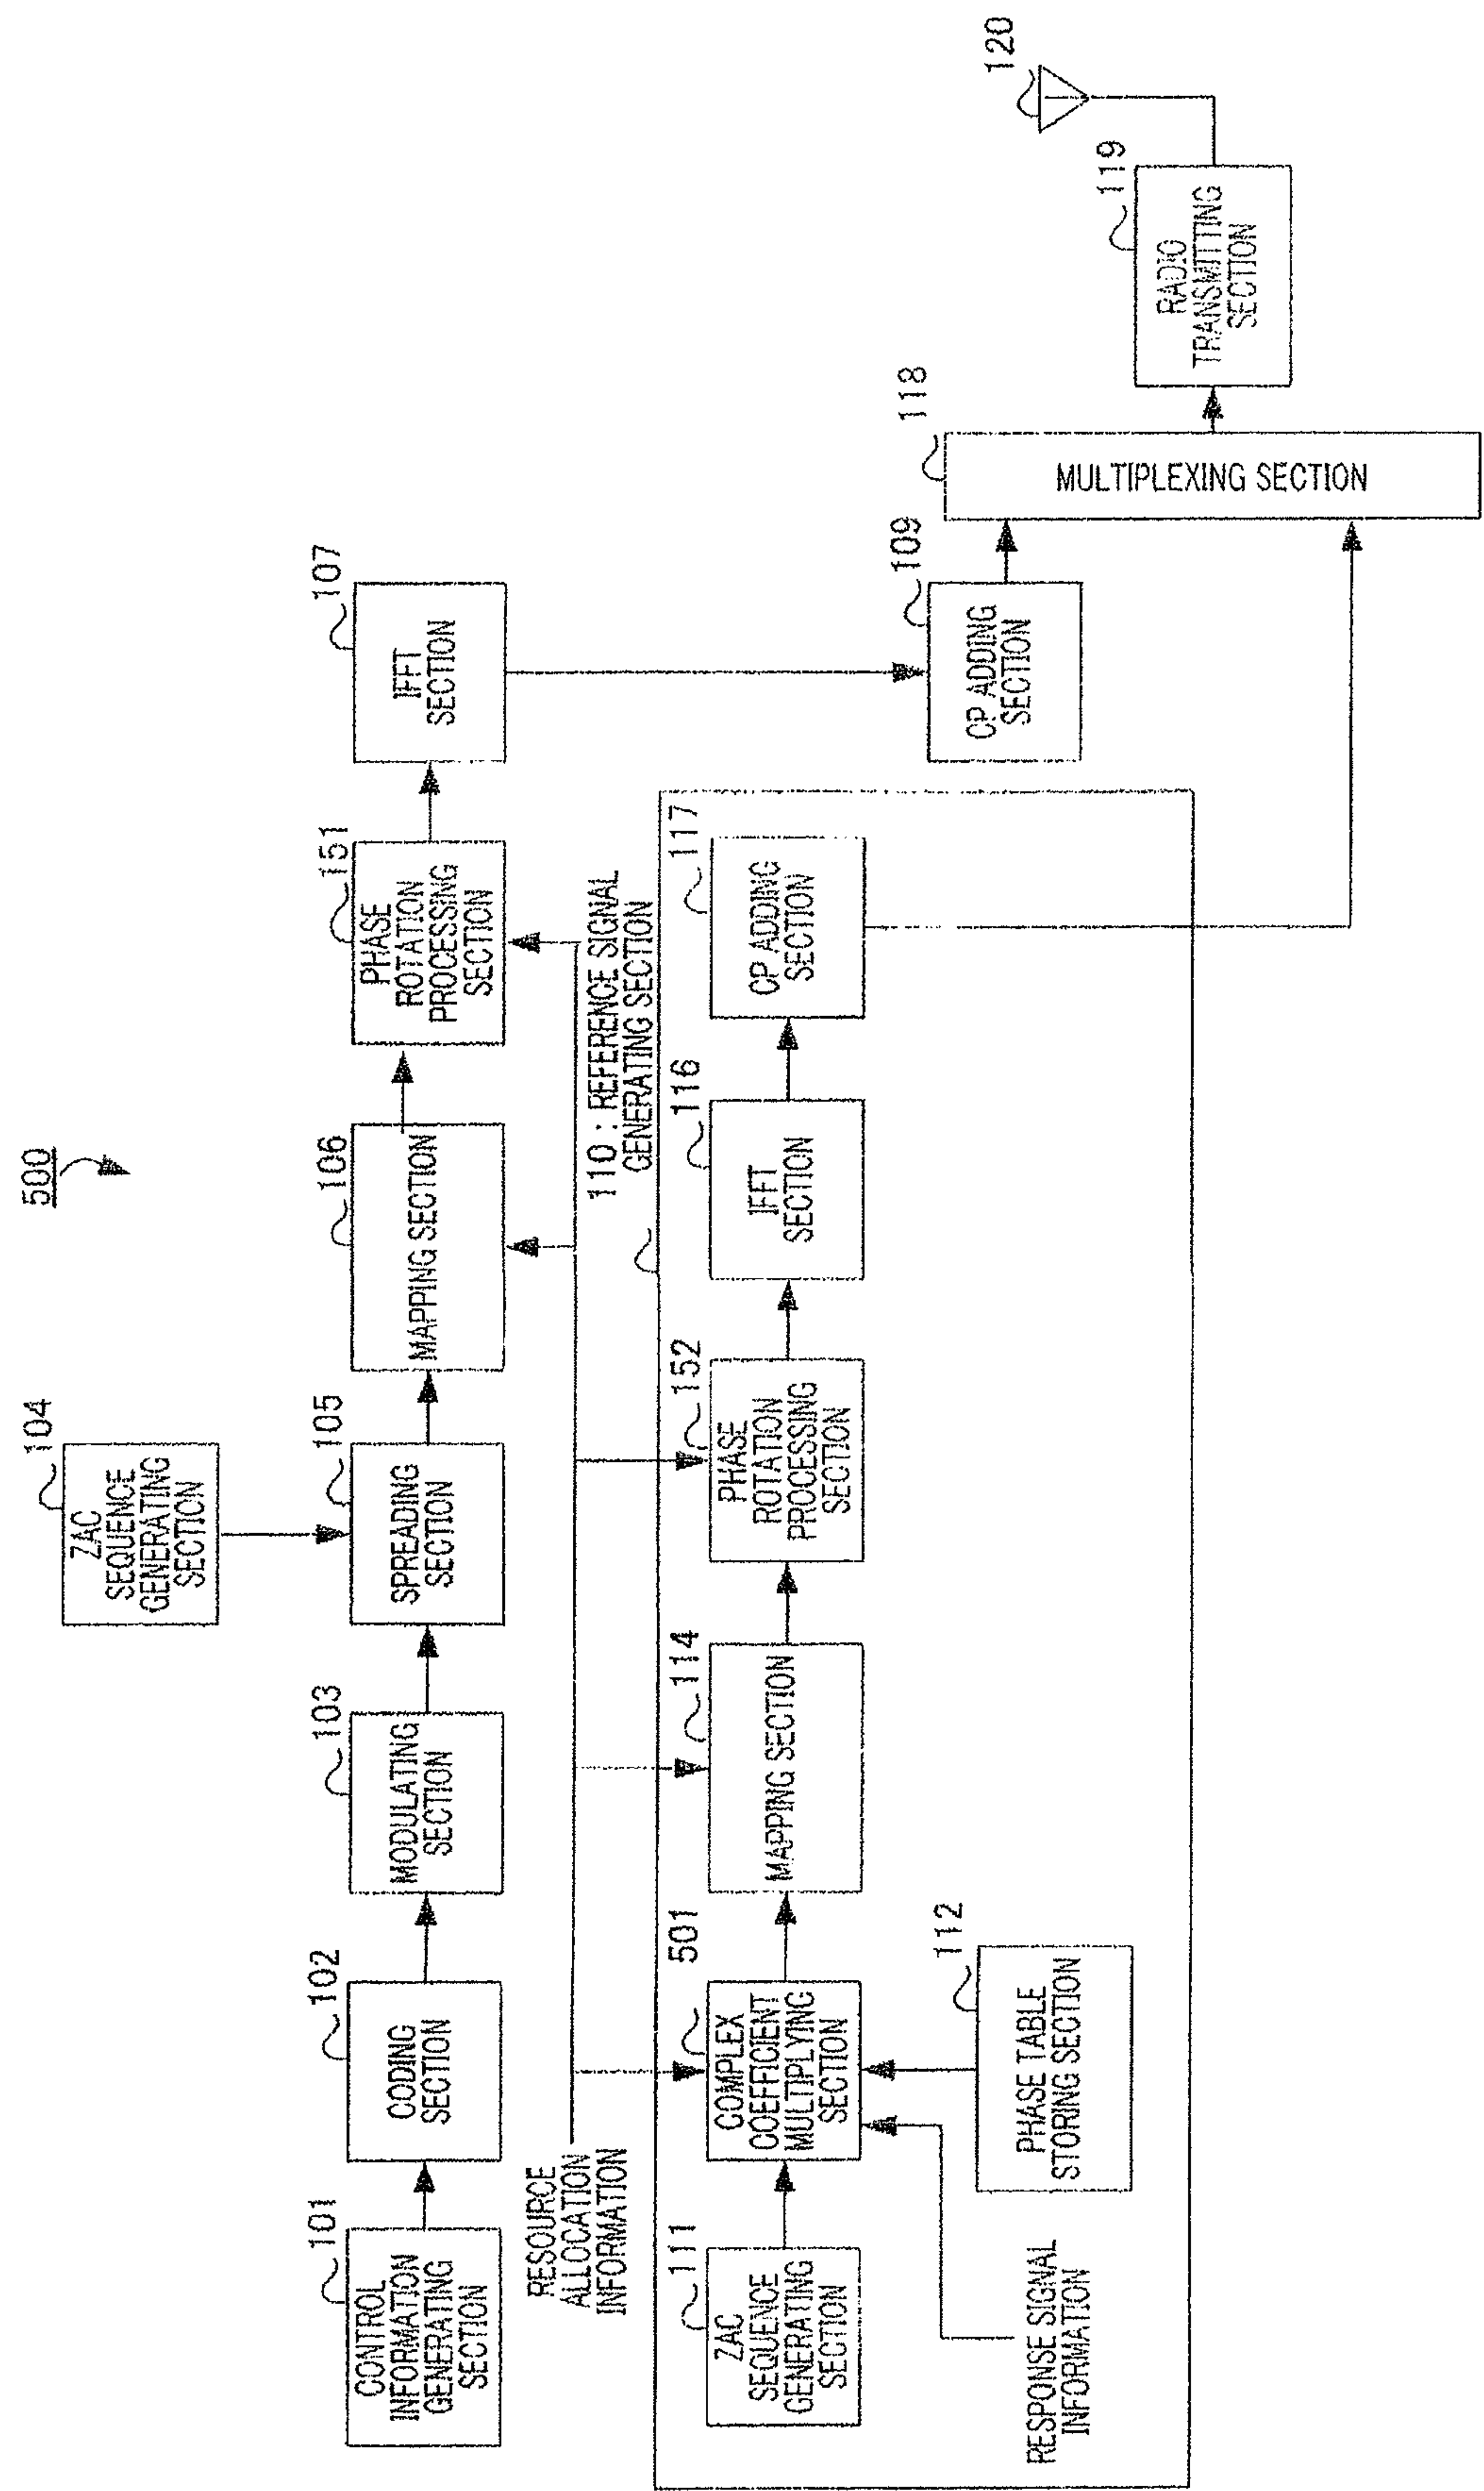 500
104
ZAC
SEQUENCE
GENERATING
SECTION
101
CONTROL
INFORMATION
GENERATING
SECTION
102
CODING
SECTION
103
MODULATING
SECTION
105
SPREADING
SECTION
106
MAPPING SECTION
151
PHASE
ROTATION
PROCESSING
SECTION
107
IFFT
SECTION
RESOURCE
ALLOCATION
INFORMATION
110 : REFERENCE SIGNAL
GENERATING SECTION
111
ZAC
SEQUENCE
GENERATING
SECTION
501
COMPLEX
COEFFICIENT
MULTIPLYING
SECTION
114
MAPPING SECTION
152
PHASE
ROTATION
PROCESSING
SECTION
116
IFFT
SECTION
117
CP ADDING
SECTION
112
PHASE TABLE
STORING SECTION
RESPONSE SIGNAL
INFORMATION
109
CP ADDING
SECTION
118
MULTIPLEXING SECTION
119
RADIO
TRANSMITTING
SECTION
120